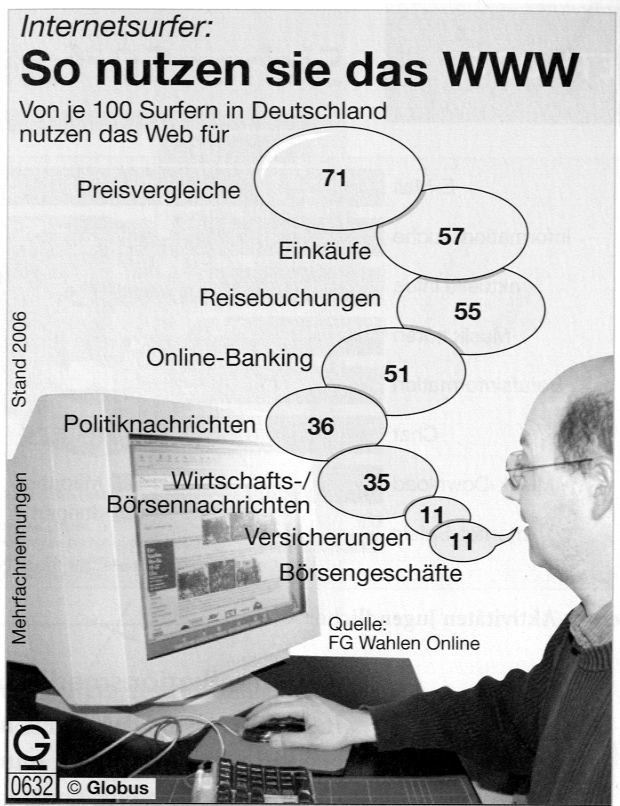 Internetsurfer:
So nutzen sie das WWW
Von je 100 Surfern in Deutschland
nutzen das Web für
Preisvergleiche 71
Einkäufe 57
Reisebuchungen 55
Online-Banking 51
Politiknachrichten 36
Wirtschafts-/
Börsennachrichten 35
Versicherungen 11
Börsengeschäfte 11
Stand 2006
Mehrfachnennungen
Quelle:
FG Wahlen Online
G
0632 © Globus